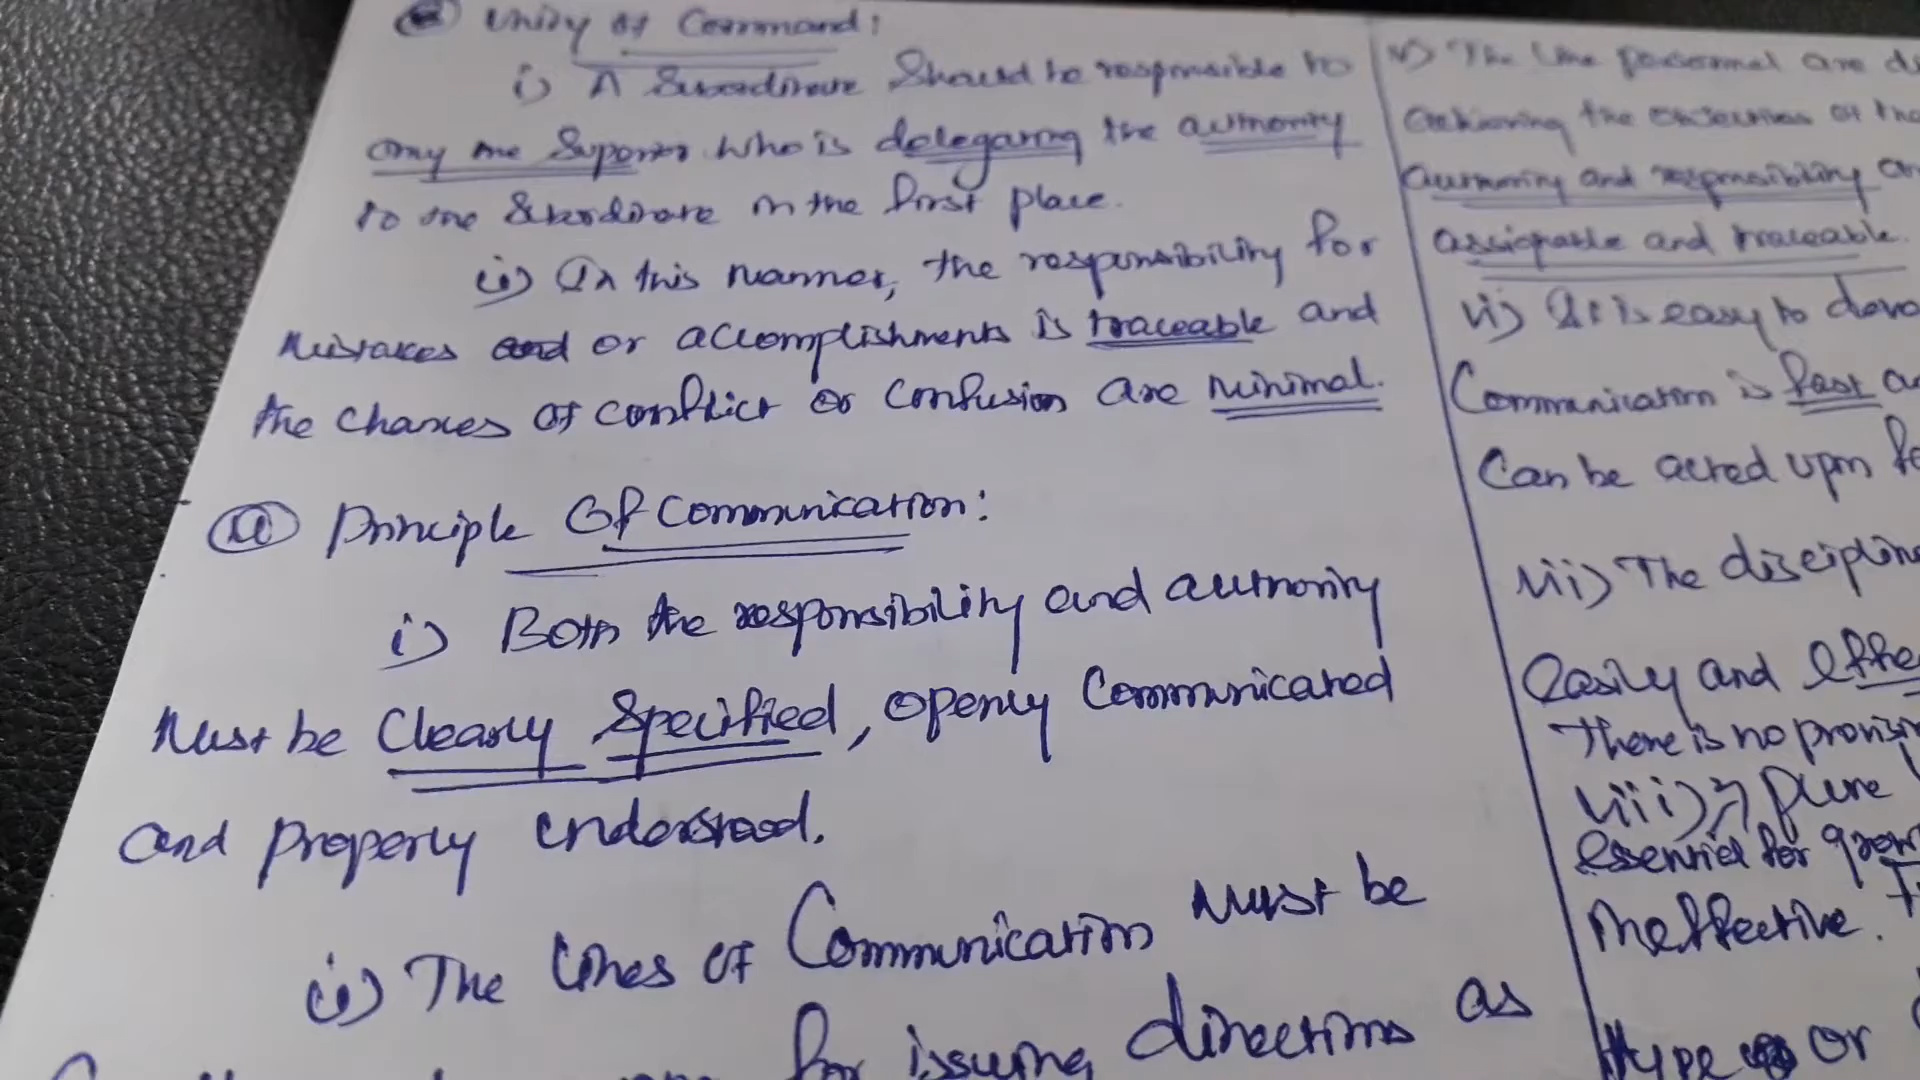 Unity of Command:
i) A Subordinate Should be responsible to
only one Superior who is delegating the authority
to the Subordinate in the first place.
ii) In this manner, the responsibility for
Mistakes and or accomplishments is traceable and
the chances of conflict or confusion are minimal.
Principle Of Communication:
i) Both the responsibility and authority
Must be Clearly Specified, openly Communicated
and properly understood.
ii) The lines of Communication Must be
for issuing directions as
v) The line personnel are
achieving the objectives of the
authority and responsibility
assignable and traceable.
vi) It is easy to
Communication is fast
Can be acted upon
vii) The discipline
easily and
There is no
viii)
essential for
ineffective.
type or